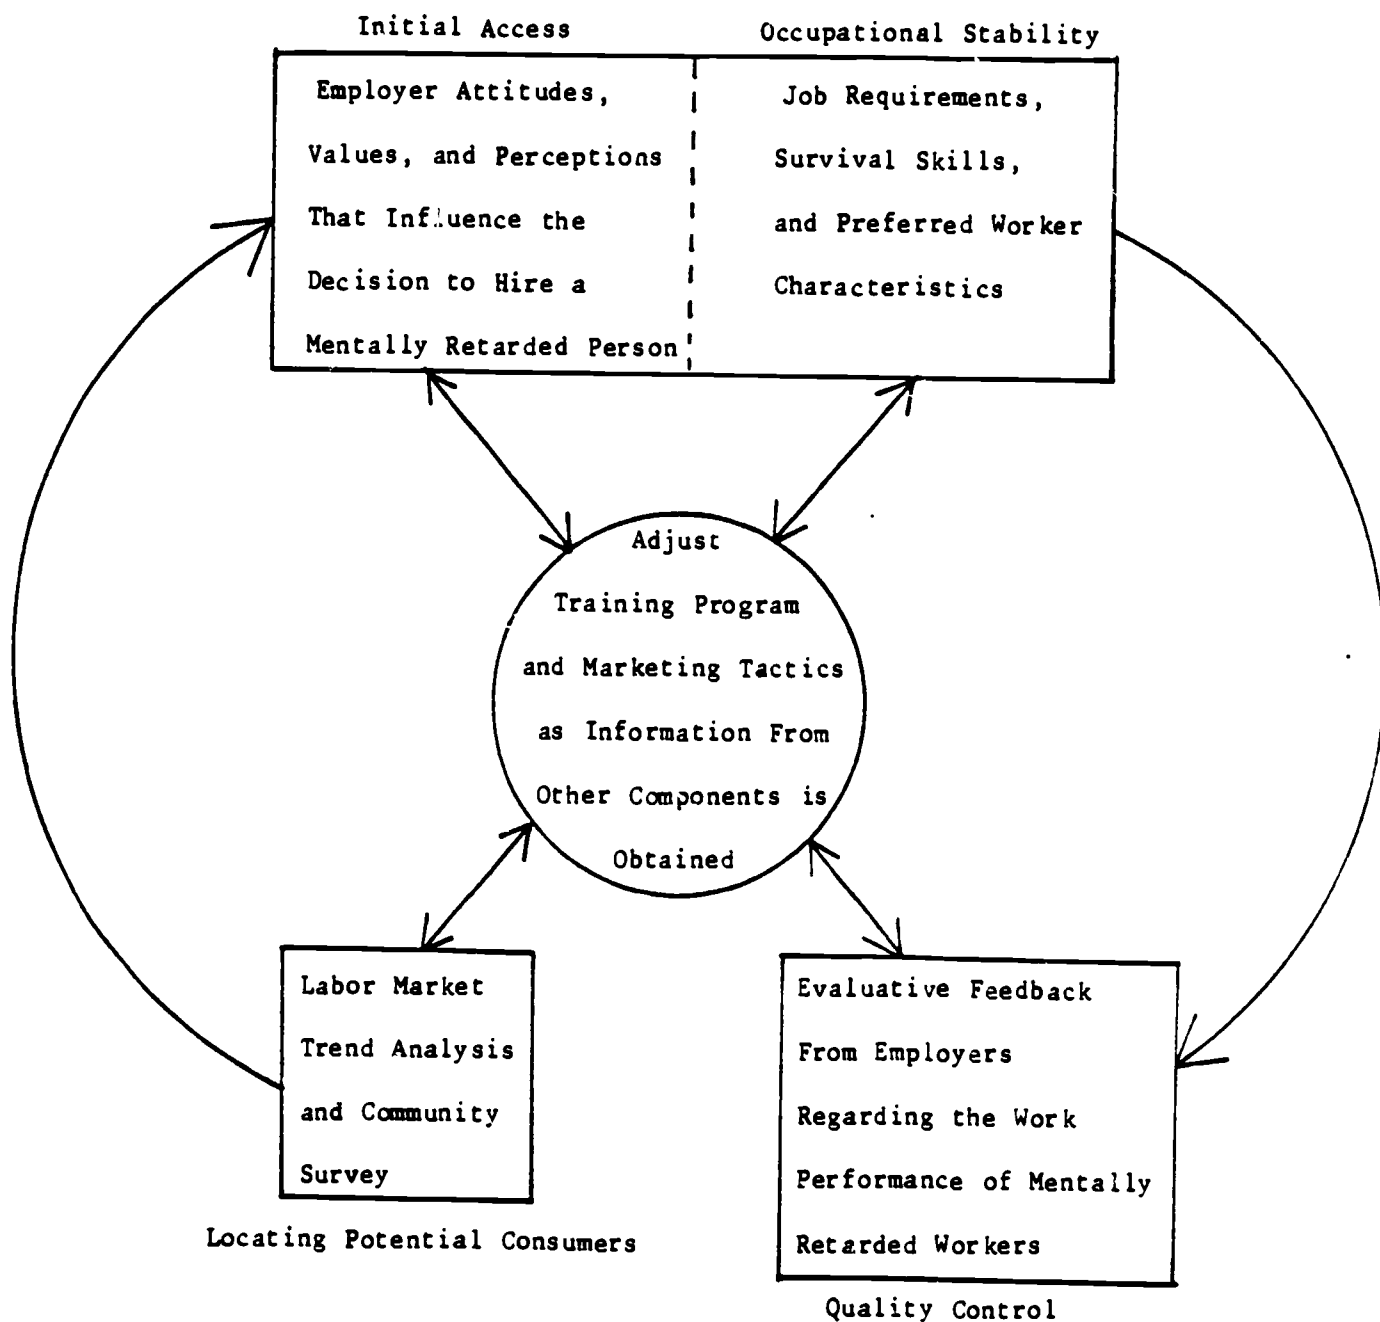 Initial Access
Occupational Stability
Employer Attitudes,
Values, and Perceptions
That Influence the
Decision to Hire a
Mentally Retarded Person
Job Requirements,
Survival Skills,
and Preferred Worker
Characteristics
Adjust
Training Program
and Marketing Tactics
as Information From
Other Components is
Obtained
Labor Market
Trend Analysis
and Community
Survey
Locating Potential Consumers
Evaluative Feedback
From Employers
Regarding the Work
Performance of Mentally
Retarded Workers
Quality Control